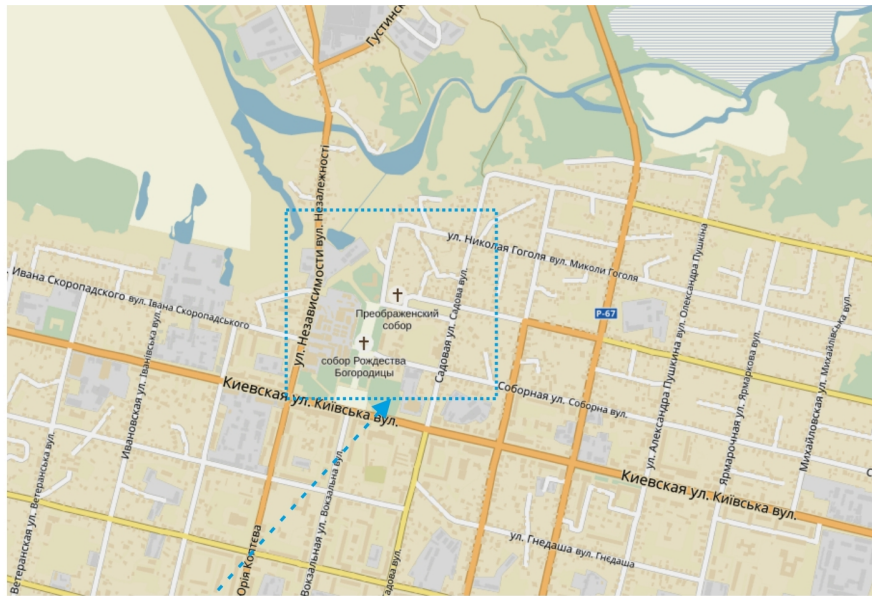 Густинск
ул. Независимости вул. Незалежності
ул. Николая Гоголя вул. Миколи Гоголя
Ивана Скоропадского вул. Івана Скоропадського
Преображенский
собор
P-67
собор Рождества
Богородицы
Садовая ул. Садова вул.
ул. Александра Пушкина вул. Олександра Пушкіна
Ярмарочная ул. Ярмаркова вул.
Михайловская ул. Михайлівська вул.
Ивановская ул. Іванівська вул.
Киевская ул. Київська вул.
Соборная ул. Соборна вул.
Ветеранская ул. Ветеранська вул.
Вокзальная ул. Вокзальна вул.
Киевская ул. Київська вул.
ул. Гнедаша вул. Гнєдаша
Юрія Коптєва
адова вул.
С